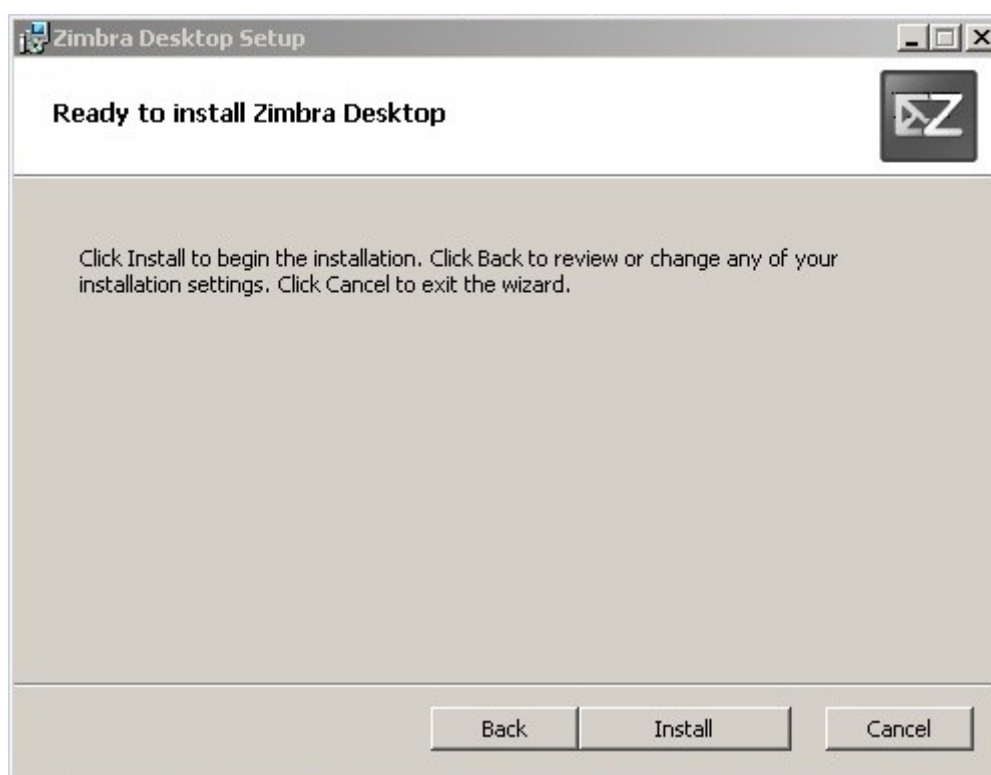 Zimbra Desktop Setup
Ready to install Zimbra Desktop
Z
Click Install to begin the installation. Click Back to review or change any of your
installation settings. Click Cancel to exit the wizard.
Back Install Cancel